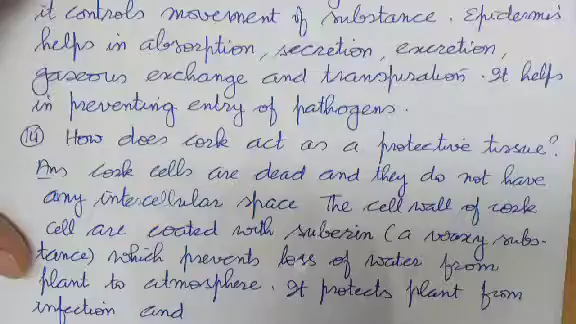 it controls movement of substance. Epidermis
helps in absorption, secretion, excretion,
gaseous exchange and transpiration. It helps
in preventing entry of pathogens.
(14) How does cork act as a protective tissue?
Ans Cork cells are dead and they do not have
any intercellular space The cell wall of cork
cell are coated with suberin (a waxy subs-
tance) which prevents loss of water from
plant to atmosphere. It protects plant from
infection and